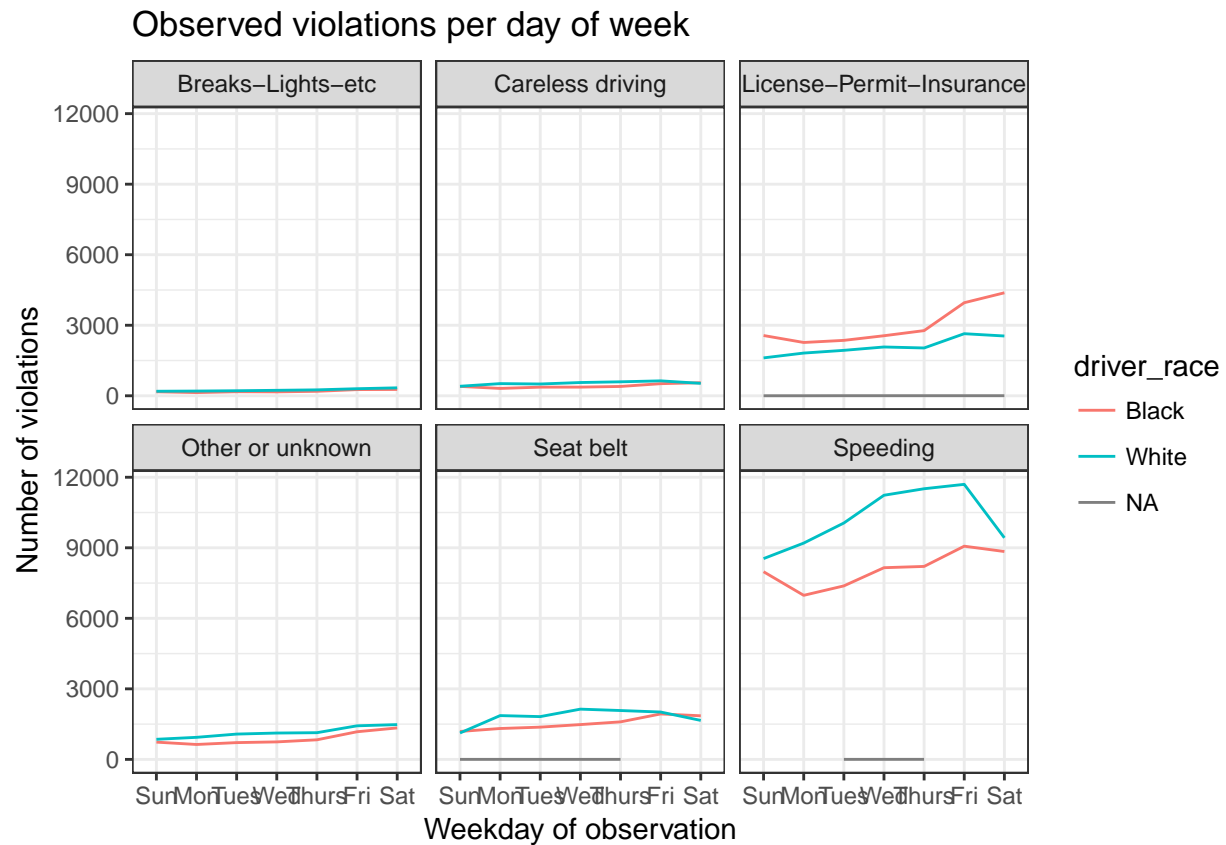 Observed violations per day of week
Breaks−Lights−etc
Careless driving
License−Permit−Insurance
12000
9000
6000
3000
0
Other or unknown
Seat belt
Speeding
12000
9000
6000
3000
0
Sun Mon Tues Wed Thurs Fri Sat
Sun Mon Tues Wed Thurs Fri Sat
Sun Mon Tues Wed Thurs Fri Sat
Weekday of observation
Number of violations
driver_race
Black
White
NA